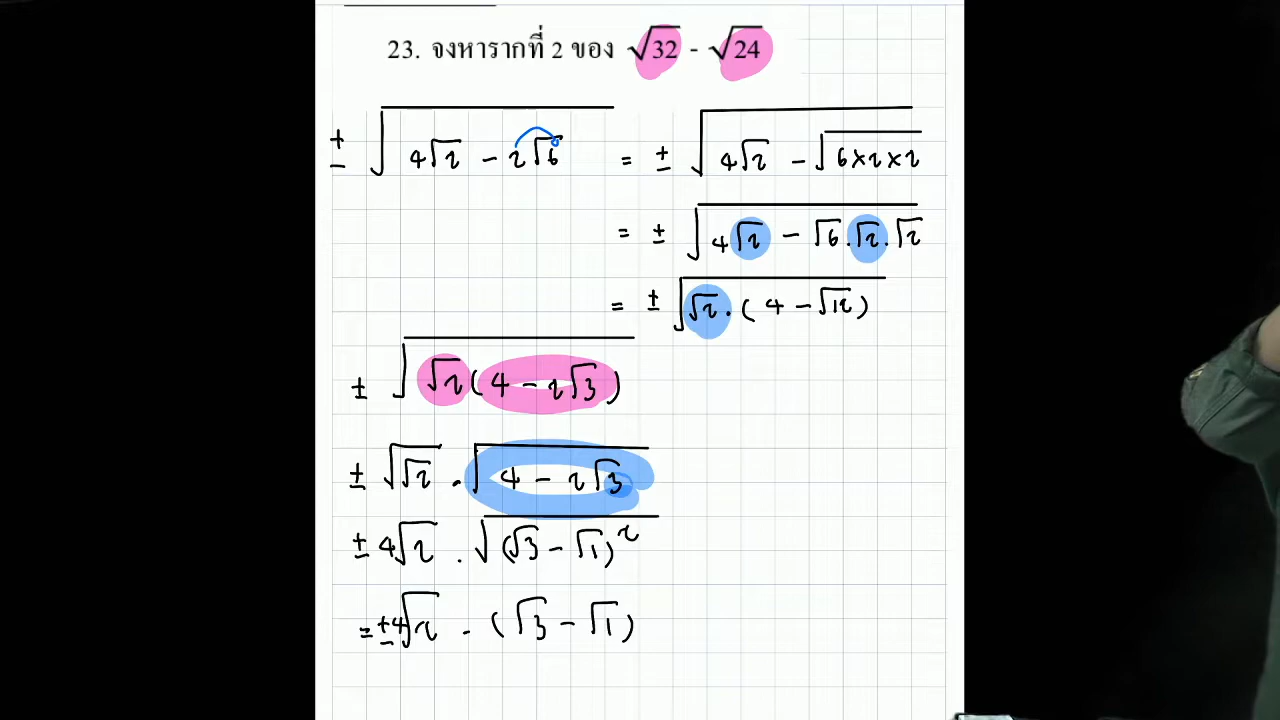 23. จงหารากที่ 2 ของ √32 - √24
± √(4√2 − 2√6) = ± √(4√2 − √(6×2×2))
= ± √(4√2 − √6.√2.√2)
= ± √(√2.(4 − √12))
± √(√2(4 − 2√3))
± √√2 . √(4 − 2√3)
± ⁴√2 . √((√3 − √1)²)
= ± ⁴√2 . (√3 − √1)